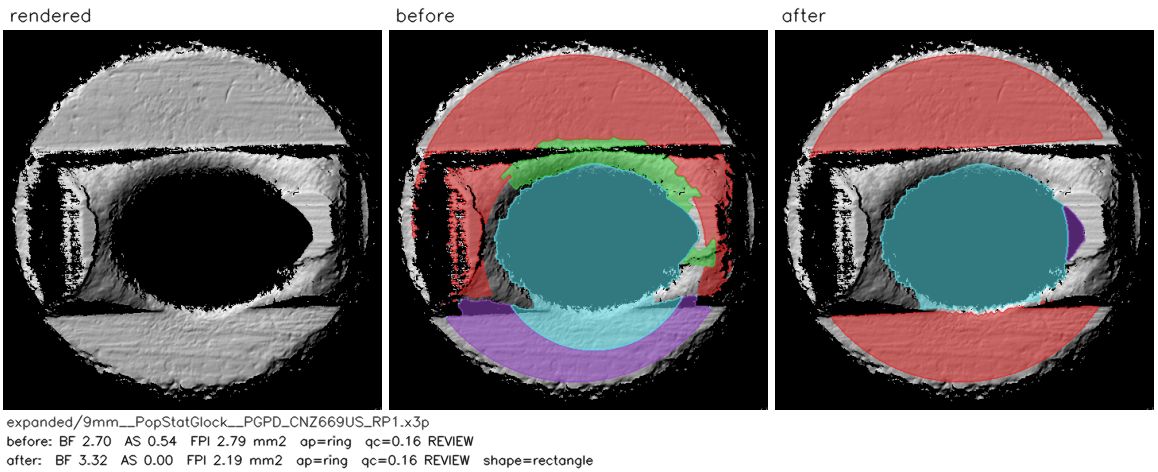 rendered
before
after
expanded/9mm__PopStatGlock__PGPD_CNZ669US_RP1.x3p
before: BF 2.70 AS 0.54 FPI 2.79 mm2 ap=ring qc=0.16 REVIEW
after: BF 3.32 AS 0.00 FPI 2.19 mm2 ap=ring qc=0.16 REVIEW shape=rectangle